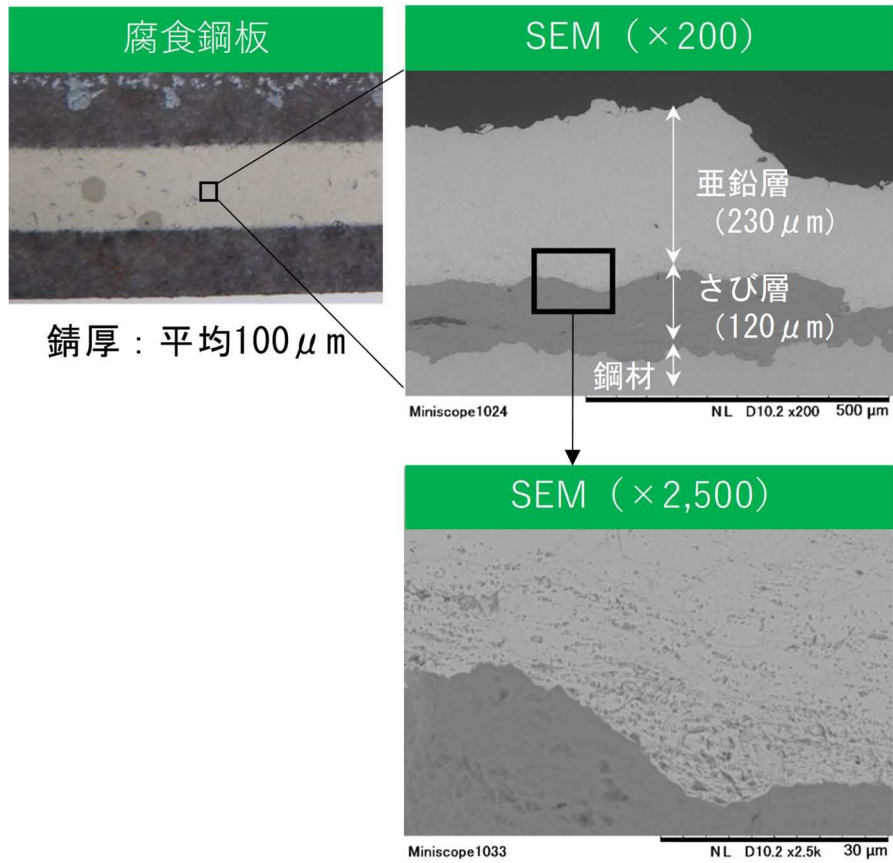 腐食鋼板
錆厚：平均100μm
SEM（×200）
亜鉛層
（230μm）
さび層
（120μm）
鋼材
Miniscope1024
NL D10.2 x200 500 μm
SEM（×2,500）
Miniscope1033
NL D10.2 x2.5k 30 μm